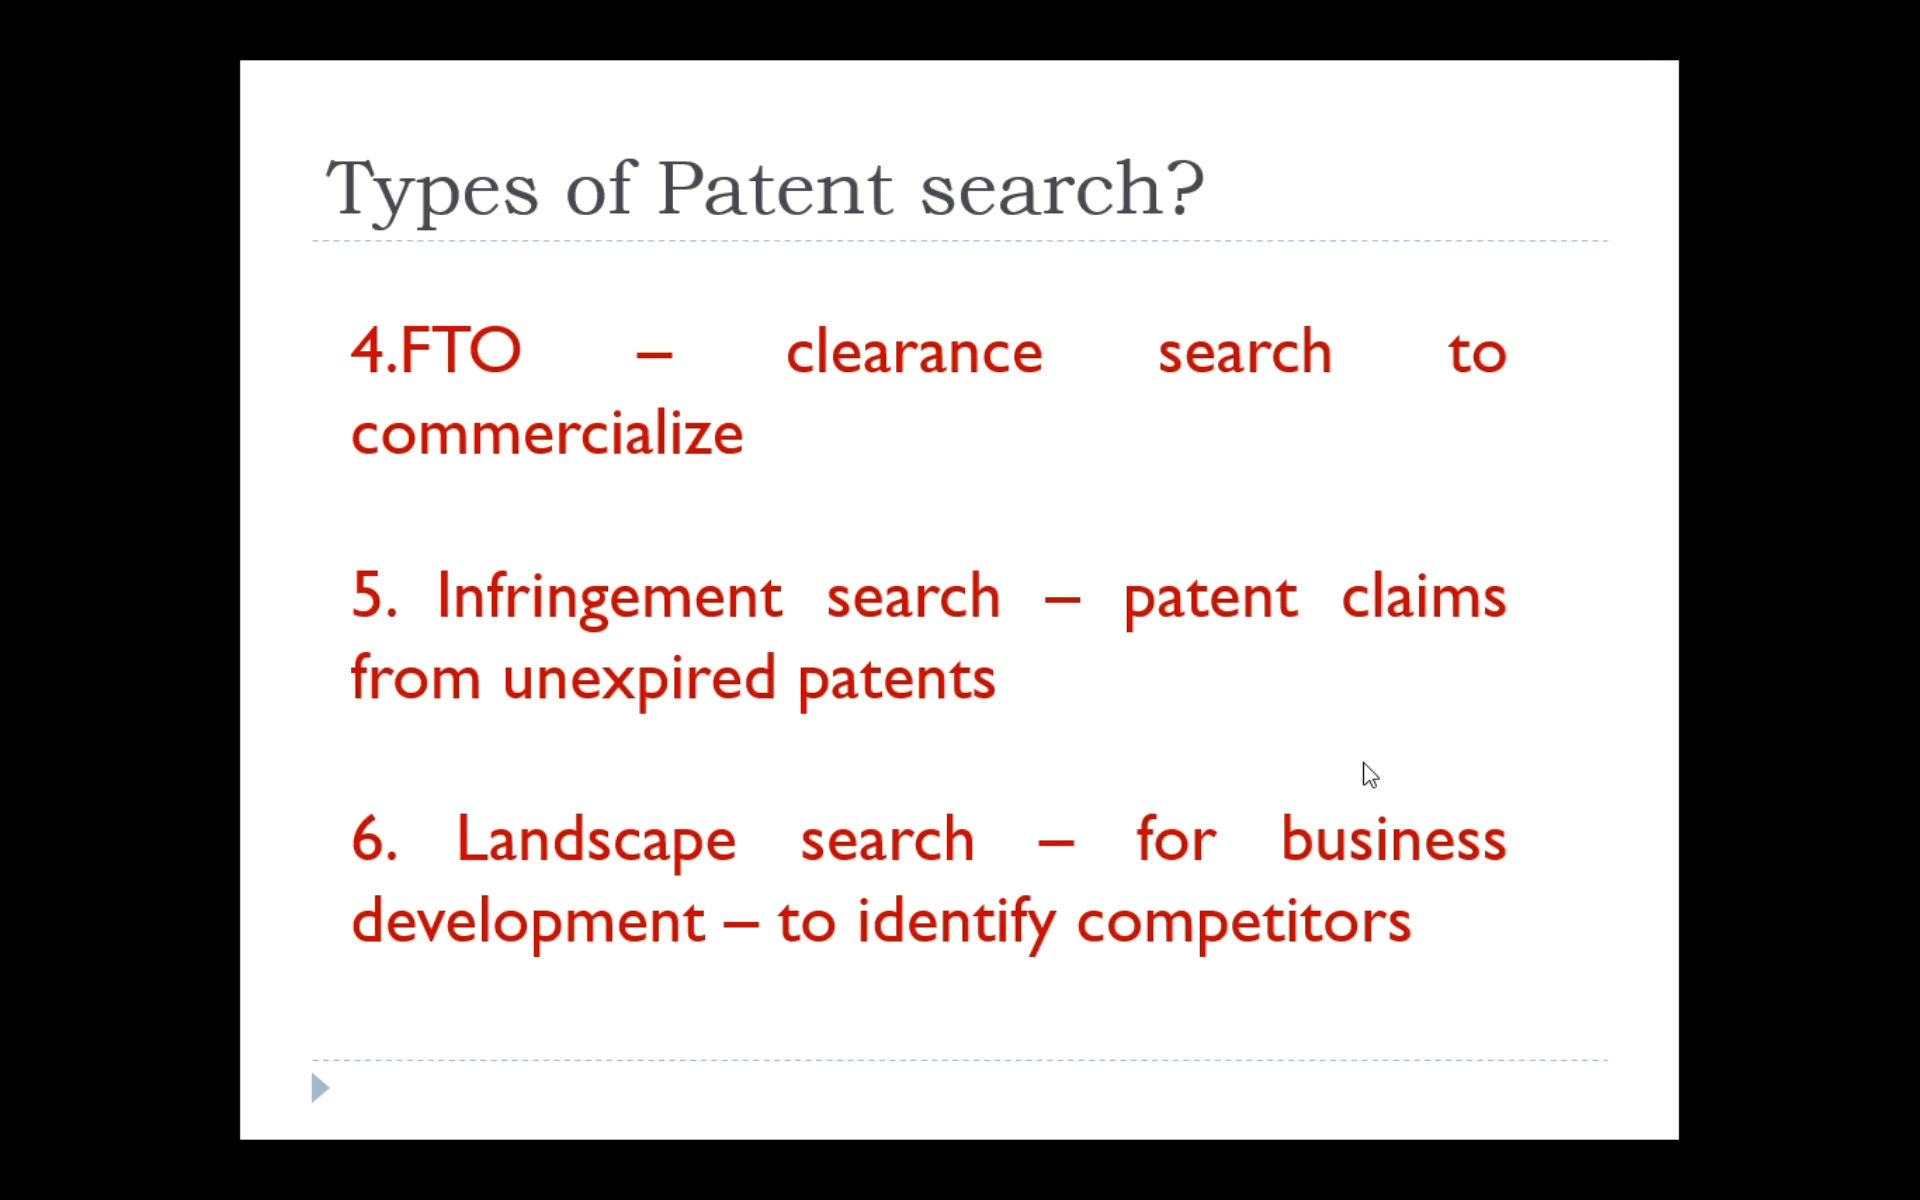 Types of Patent search?
4.FTO – clearance search to
commercialize
5. Infringement search – patent claims
from unexpired patents
6. Landscape search – for business
development – to identify competitors